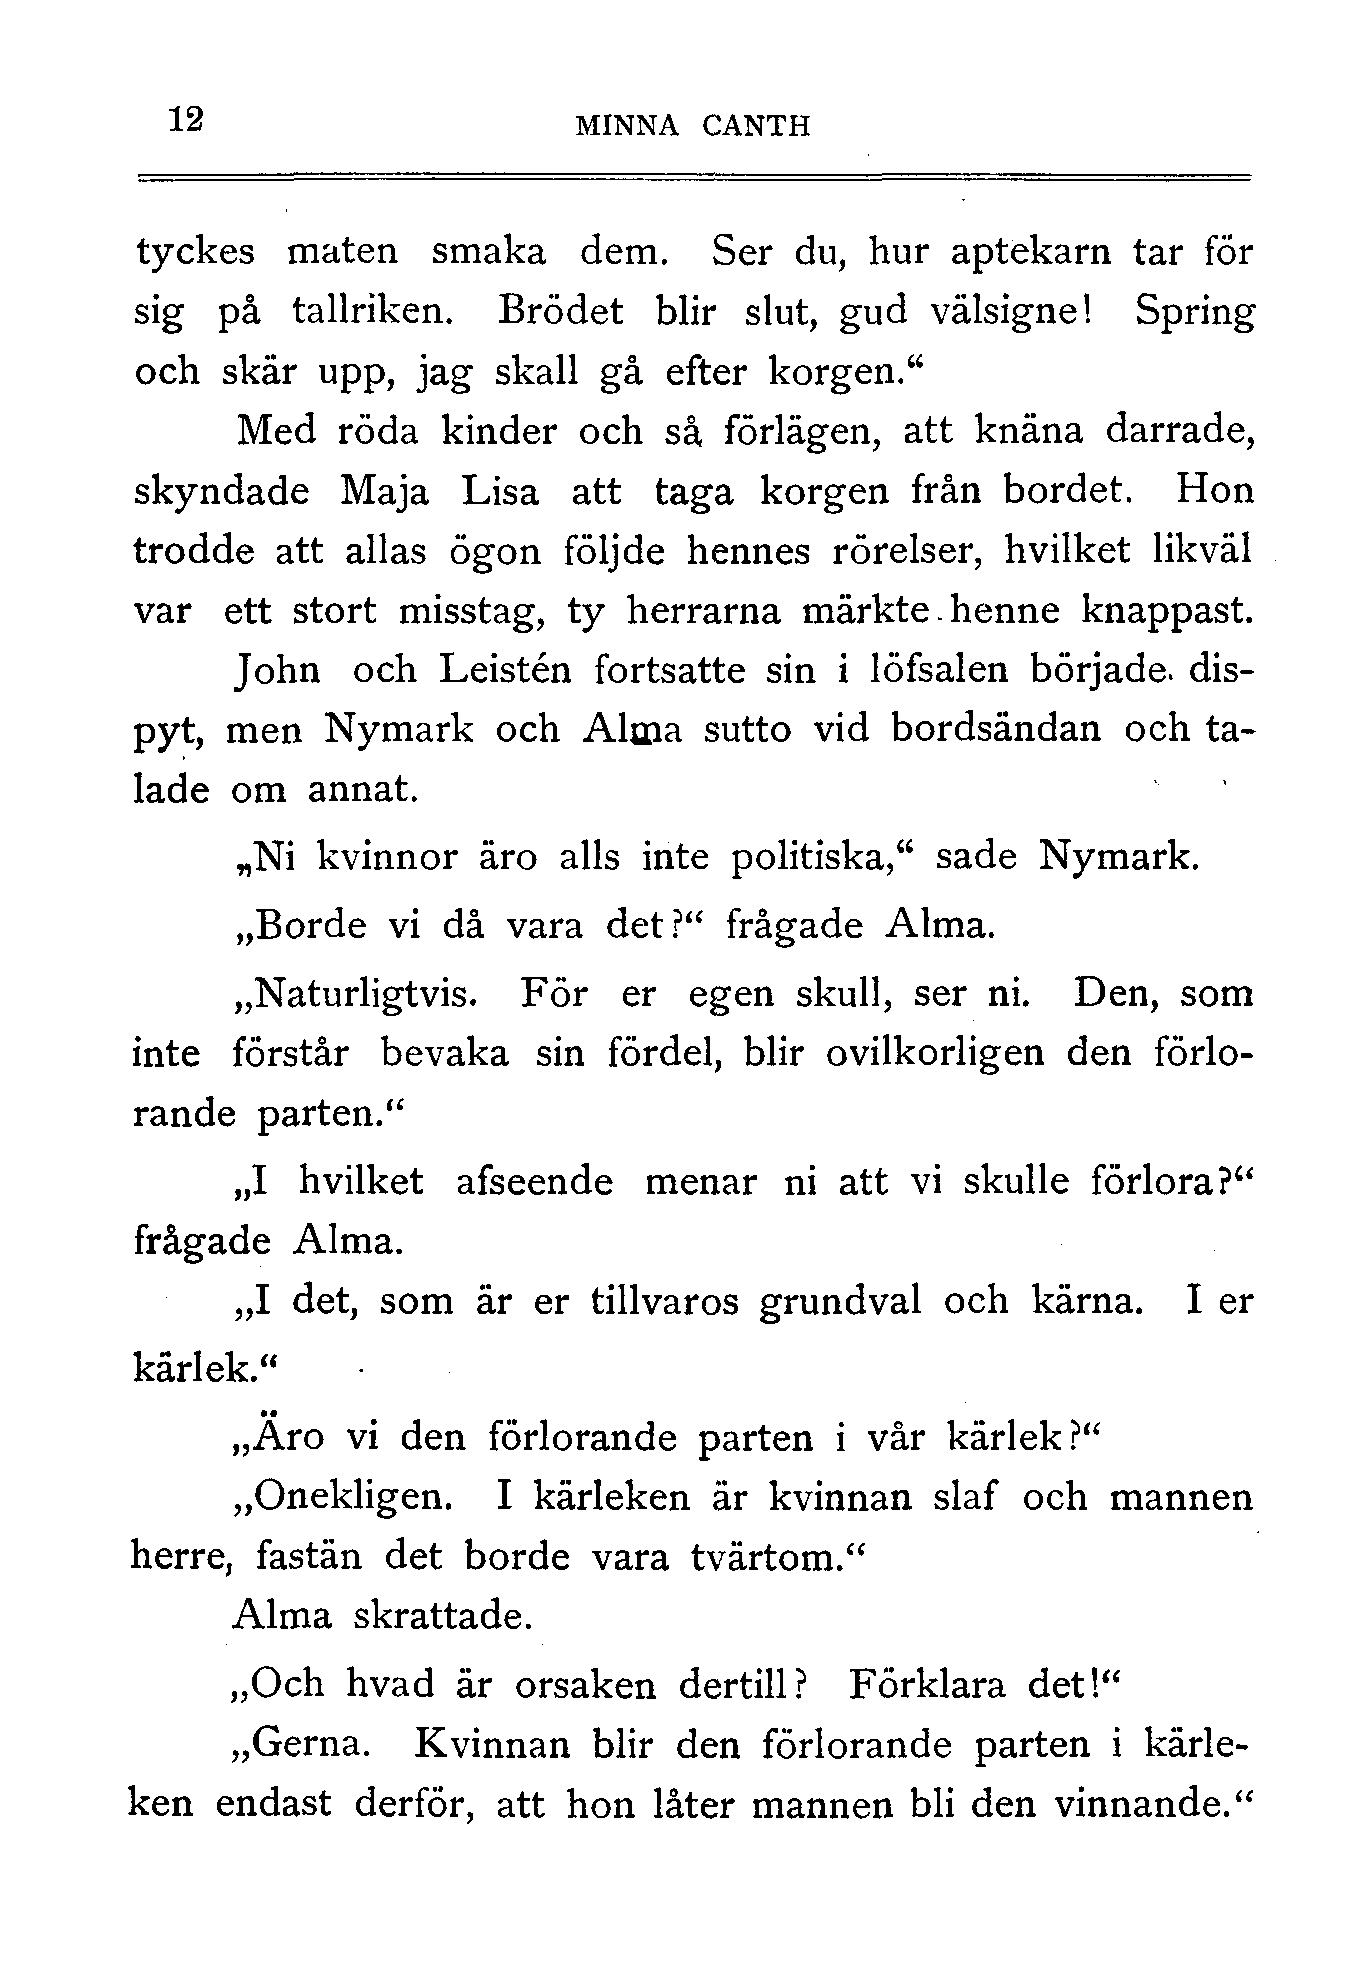 12
MINNA CANTH
tyckes maten smaka dem. Ser du, hur aptekarn tar för
sig på tallriken. Brödet blir slut, gud välsigne! Spring
och skär upp, jag skall gå efter korgen.“
Med röda kinder och så förlägen, att knäna darrade,
skyndade Maja Lisa att taga korgen från bordet. Hon
trodde att allas ögon följde hennes rörelser, hvilket likväl
var ett stort misstag, ty herrarna märkte henne knappast.
John och Leistén fortsatte sin i löfsalen började dis-
pyt, men Nymark och Alma sutto vid bordsändan och ta-
lade om annat.
„Ni kvinnor äro alls inte politiska,“ sade Nymark.
„Borde vi då vara det?“ frågade Alma.
„Naturligtvis. För er egen skull, ser ni. Den, som
inte förstår bevaka sin fördel, blir ovilkorligen den förlo-
rande parten.“
„I hvilket afseende menar ni att vi skulle förlora?“
frågade Alma.
„I det, som är er tillvaros grundval och kärna. I er
kärlek.“
„Äro vi den förlorande parten i vår kärlek?“
„Onekligen. I kärleken är kvinnan slaf och mannen
herre, fastän det borde vara tvärtom.“
Alma skrattade.
„Och hvad är orsaken dertill? Förklara det!“
„Gerna. Kvinnan blir den förlorande parten i kärle-
ken endast derför, att hon låter mannen bli den vinnande.“